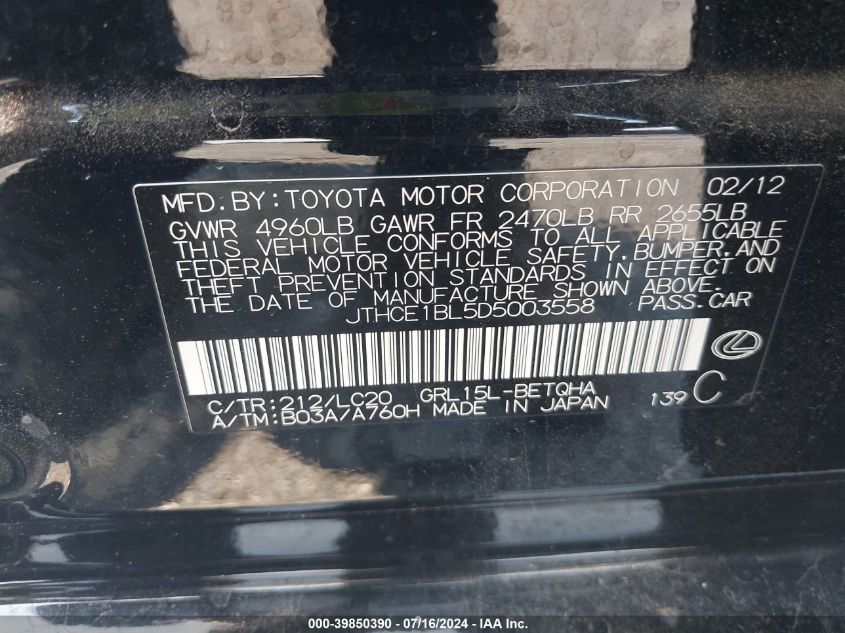 MFD.BY:TOYOTA MOTOR CORPORATION 02/12
GVWR 4960LB GAWR FR 2470LB RR 2655LB
THIS VEHICLE CONFORMS TO ALL APPLICABLE
FEDERAL MOTOR VEHICLE SAFETY,BUMPER,AND
THEFT PREVENTION STANDARDS IN EFFECT ON
THE DATE OF MANUFACTURE SHOWN ABOVE.
JTHCE1BL5D5003558 PASS.CAR
C/TR:212/LC20 GRL15L-BETQHA
A/TM:B03A/A760H MADE IN JAPAN 139 C
000-39850390 - 07/16/2024 - IAA Inc.